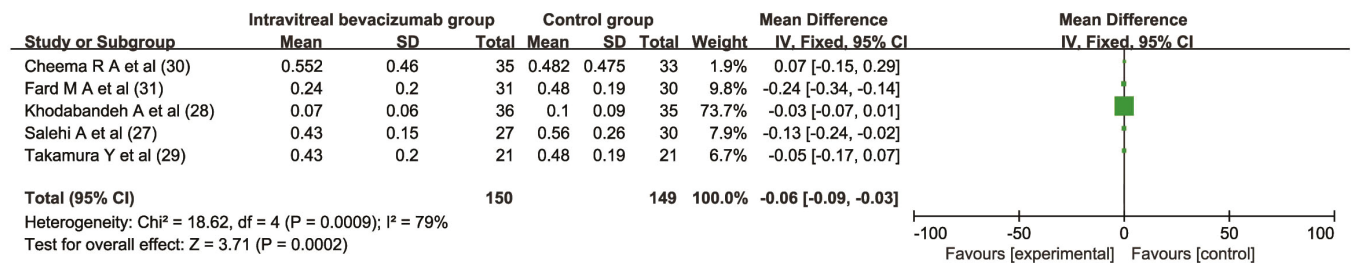 Intravitreal bevacizumab group Control group Mean Difference Mean Difference
Study or Subgroup Mean SD Total Mean SD Total Weight IV, Fixed, 95% CI IV, Fixed, 95% CI
Cheema R A et al (30) 0.552 0.46 35 0.482 0.475 33 1.9% 0.07 [-0.15, 0.29]
Fard M A et al (31) 0.24 0.2 31 0.48 0.19 30 9.8% -0.24 [-0.34, -0.14]
Khodabandeh A et al (28) 0.07 0.06 36 0.1 0.09 35 73.7% -0.03 [-0.07, 0.01]
Salehi A et al (27) 0.43 0.15 27 0.56 0.26 30 7.9% -0.13 [-0.24, -0.02]
Takamura Y et al (29) 0.43 0.2 21 0.48 0.19 21 6.7% -0.05 [-0.17, 0.07]
Total (95% CI) 150 149 100.0% -0.06 [-0.09, -0.03]
Heterogeneity: Chi² = 18.62, df = 4 (P = 0.0009); I² = 79%
Test for overall effect: Z = 3.71 (P = 0.0002)
-100 -50 0 50 100
Favours [experimental] Favours [control]